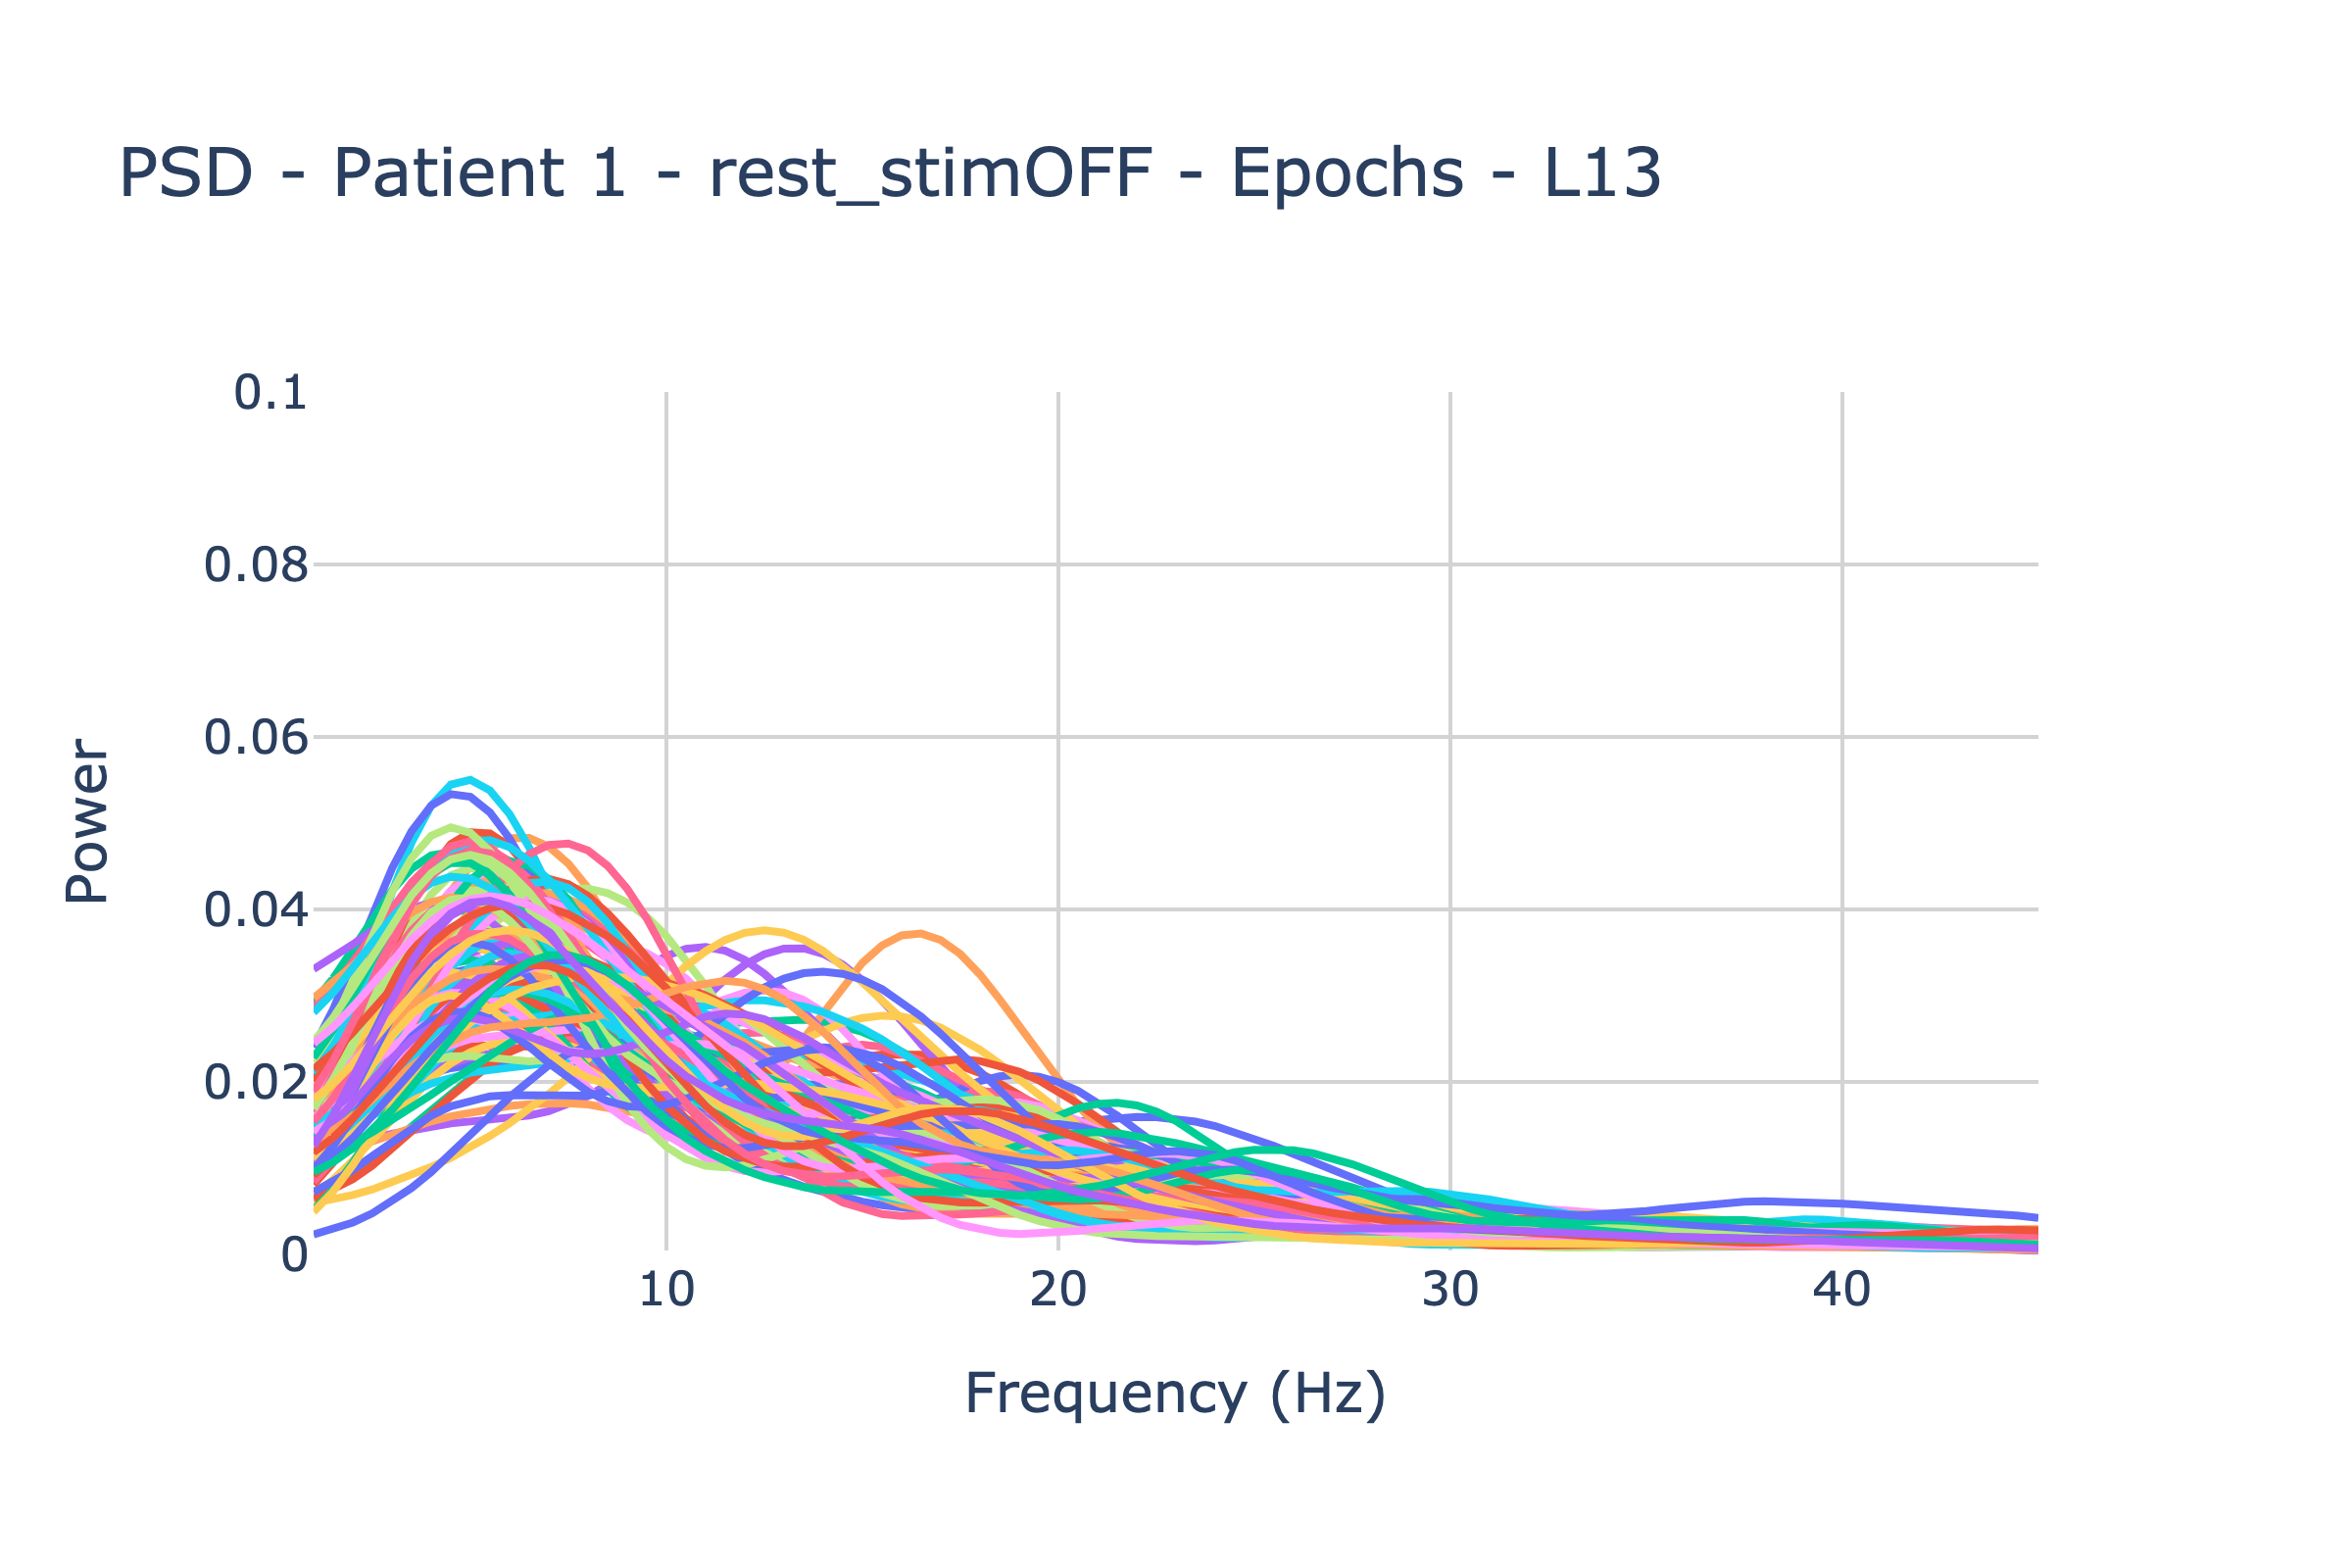 PSD - Patient 1 - rest_stimOFF - Epochs - L13
0.1
0.08
0.06
0.04
0.02
0
Power
10 20 30 40
Frequency (Hz)